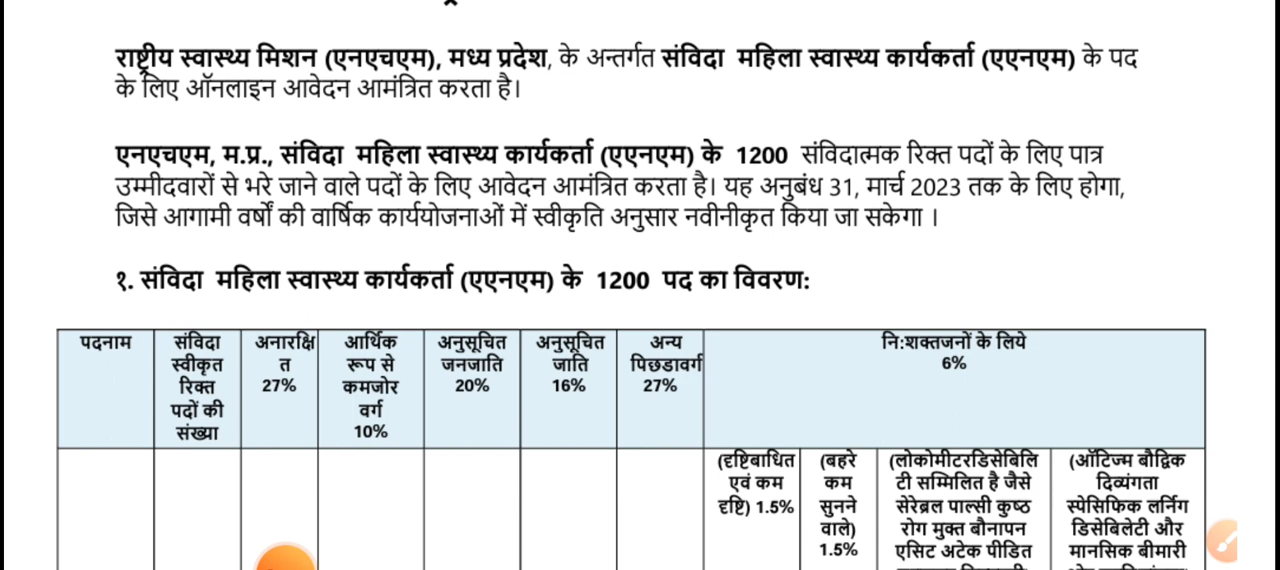 राष्ट्रीय स्वास्थ्य मिशन (एनएचएम), मध्य प्रदेश, के अन्तर्गत संविदा महिला स्वास्थ्य कार्यकर्ता (एएनएम) के पद
के लिए ऑनलाइन आवेदन आमंत्रित करता है।
एनएचएम, म.प्र., संविदा महिला स्वास्थ्य कार्यकर्ता (एएनएम) के 1200 संविदात्मक रिक्त पदों के लिए पात्र
उम्मीदवारों से भरे जाने वाले पदों के लिए आवेदन आमंत्रित करता है। यह अनुबंध 31, मार्च 2023 तक के लिए होगा,
जिसे आगामी वर्षों की वार्षिक कार्ययोजनाओं में स्वीकृति अनुसार नवीनीकृत किया जा सकेगा ।
१. संविदा महिला स्वास्थ्य कार्यकर्ता (एएनएम) के 1200 पद का विवरण:
पदनाम
संविदा
स्वीकृत
रिक्त
पदों की
संख्या
अनारक्षि
त
27%
आर्थिक
रूप से
कमजोर
वर्ग
10%
अनुसूचित
जनजाति
20%
अनुसूचित
जाति
16%
अन्य
पिछडावर्ग
27%
नि:शक्तजनों के लिये
6%
(दृष्टिबाधित
एवं कम
दृष्टि) 1.5%
(बहरे
कम
सुनने
वाले)
1.5%
(लोकोमीटरडिसेबिलि
टी सम्मिलित है जैसे
सेरेब्रल पाल्सी कुष्ठ
रोग मुक्त बौनापन
एसिट अटेक पीडित
(ऑटिज्म बौद्विक
दिव्यंगता
स्पेसिफिक लर्निग
डिसेबिलेटी और
मानसिक बीमारी